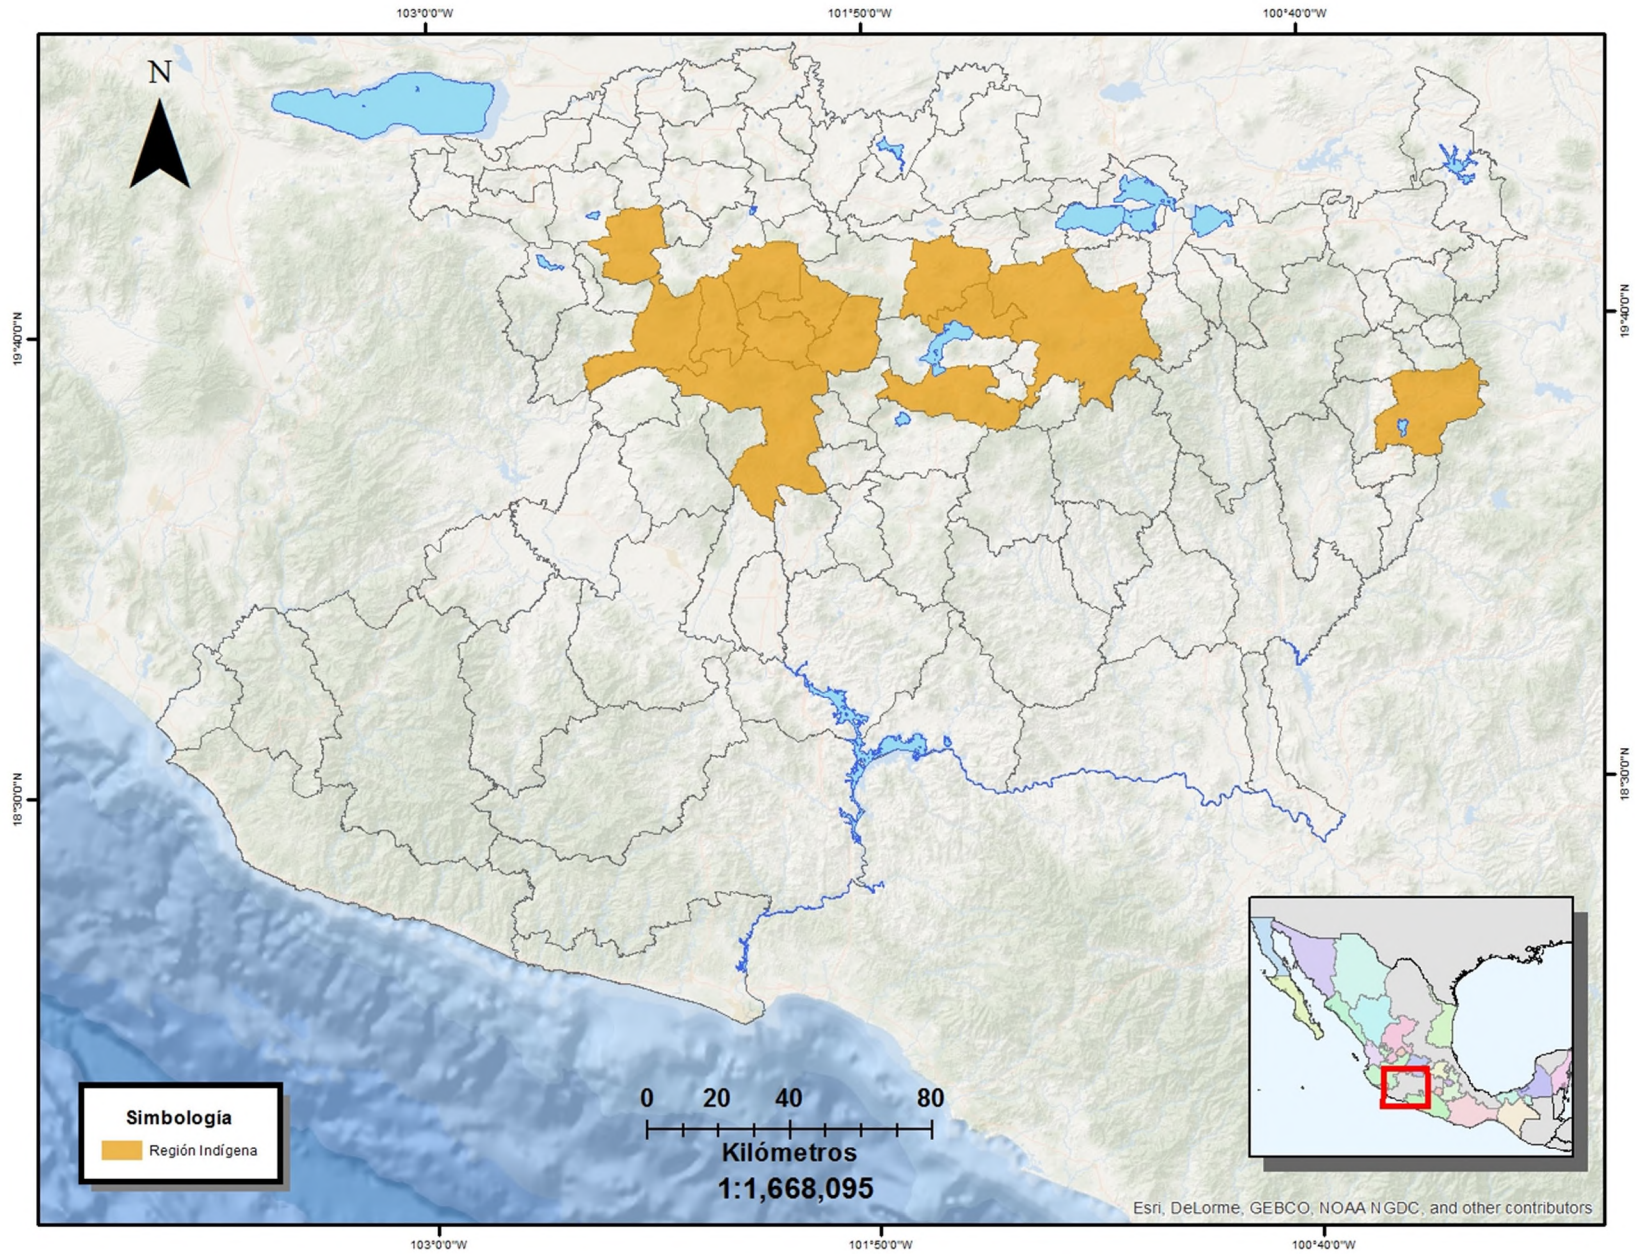 103°0'0"W
101°50'0"W
100°40'0"W
N
19°40'0"N
19°40'0"N
18°30'0"N
18°30'0"N
Simbología
Región Indígena
0 20 40 80
Kilómetros
1:1,668,095
Esri, DeLorme, GEBCO, NOAA NGDC, and other contributors
103°0'0"W
101°50'0"W
100°40'0"W